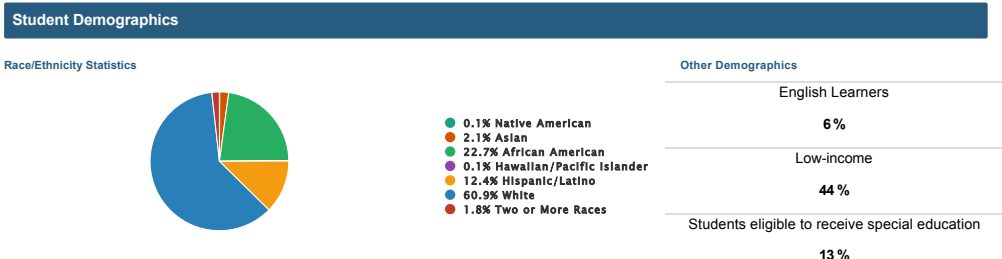 Student Demographics
Race/Ethnicity Statistics
0.1% Native American
2.1% Asian
22.7% African American
0.1% Hawaiian/Pacific Islander
12.4% Hispanic/Latino
60.9% White
1.8% Two or More Races
Other Demographics
English Learners
6 %
Low-income
44 %
Students eligible to receive special education
13 %